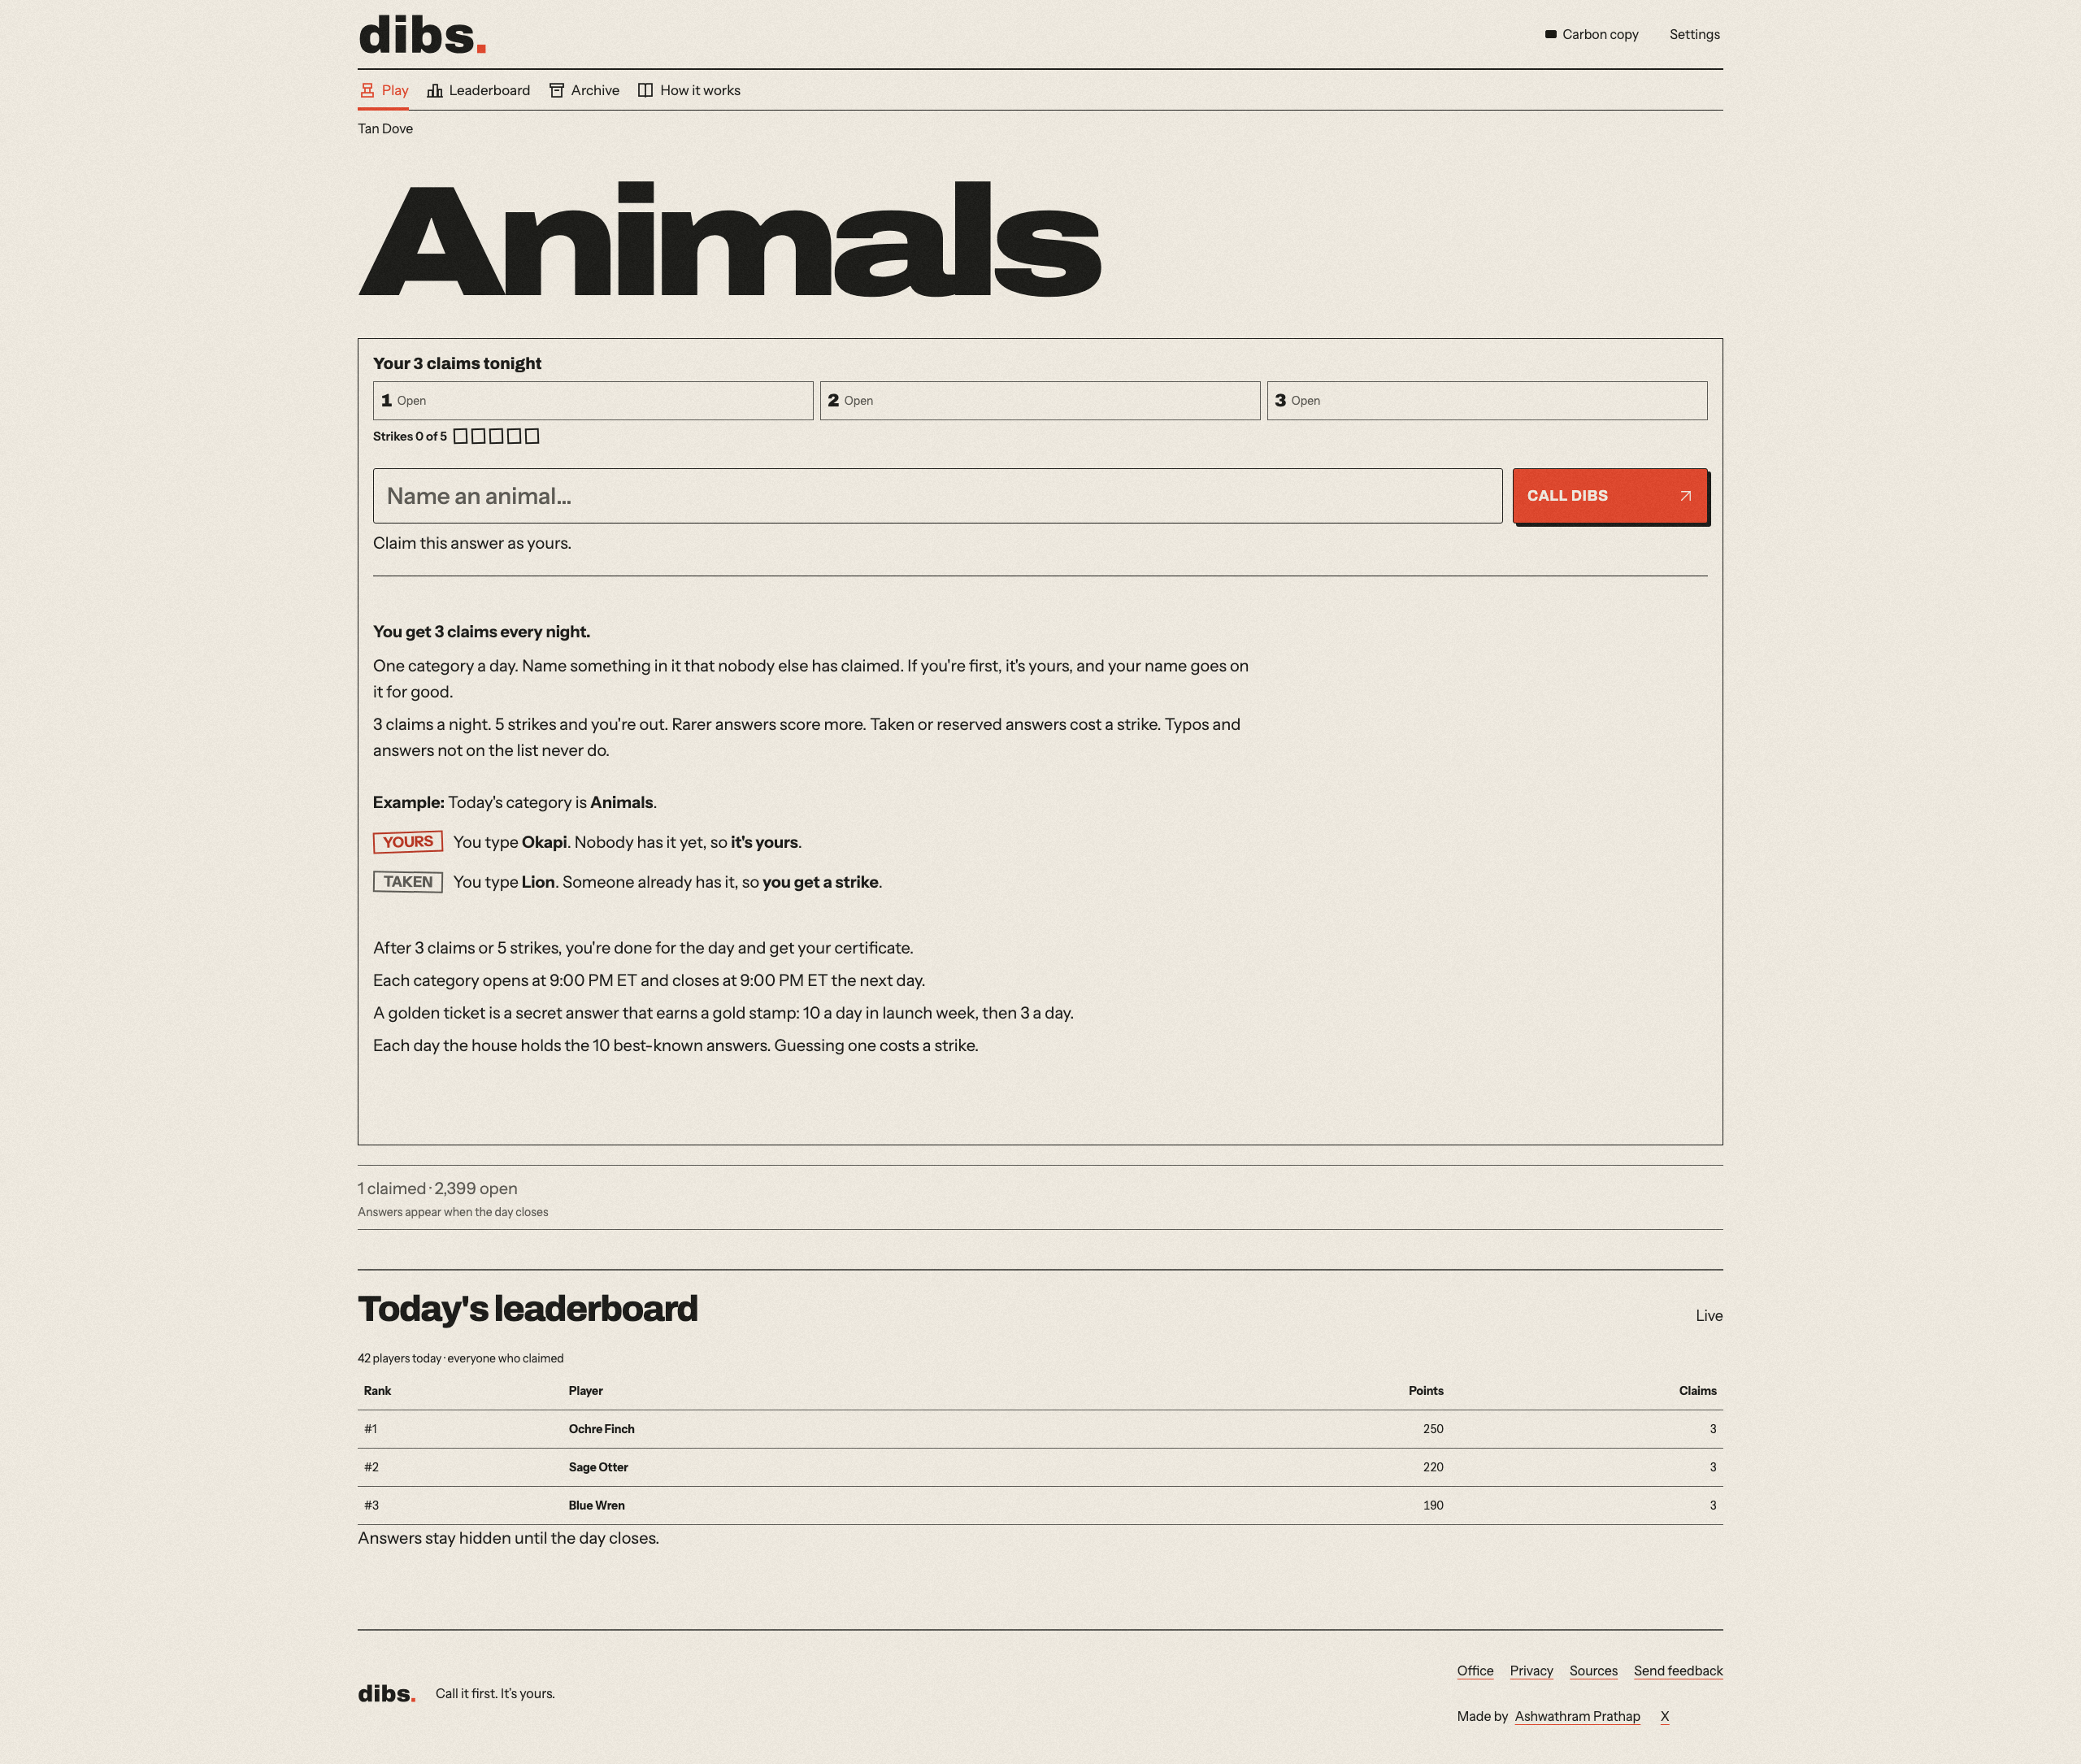 dibs.
Carbon copy Settings
Play Leaderboard Archive How it works
Tan Dove
Animals
Your 3 claims tonight
1 Open 2 Open 3 Open
Strikes 0 of 5
Name an animal...
CALL DIBS
Claim this answer as yours.
You get 3 claims every night.
One category a day. Name something in it that nobody else has claimed. If you're first, it's yours, and your name goes on
it for good.
3 claims a night. 5 strikes and you're out. Rarer answers score more. Taken or reserved answers cost a strike. Typos and
answers not on the list never do.
Example: Today's category is Animals.
YOURS You type Okapi. Nobody has it yet, so it's yours.
TAKEN You type Lion. Someone already has it, so you get a strike.
After 3 claims or 5 strikes, you're done for the day and get your certificate.
Each category opens at 9:00 PM ET and closes at 9:00 PM ET the next day.
A golden ticket is a secret answer that earns a gold stamp: 10 a day in launch week, then 3 a day.
Each day the house holds the 10 best-known answers. Guessing one costs a strike.
1 claimed · 2,399 open
Answers appear when the day closes
Today's leaderboard
Live
42 players today · everyone who claimed
Rank Player Points Claims
#1 Ochre Finch 250 3
#2 Sage Otter 220 3
#3 Blue Wren 190 3
Answers stay hidden until the day closes.
Office Privacy Sources Send feedback
dibs. Call it first. It's yours.
Made by Ashwathram Prathap X